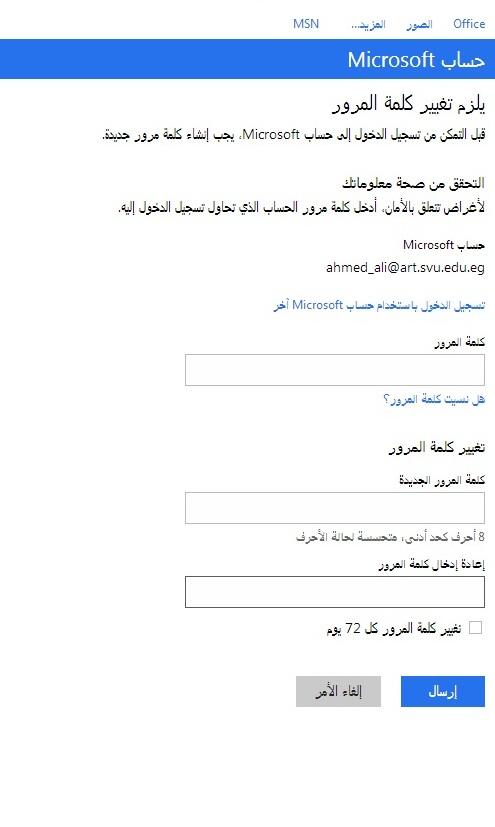 Office الصور المزيد... MSN
حساب Microsoft
يلزم تغيير كلمة المرور
قبل التمكن من تسجيل الدخول إلى حساب Microsoft، يجب إنشاء كلمة مرور جديدة.
التحقق من صحة معلوماتك
لأغراض تتعلق بالأمان، أدخل كلمة مرور الحساب الذي تحاول تسجيل الدخول إليه.
حساب Microsoft
ahmed_ali@art.svu.edu.eg
تسجيل الدخول باستخدام حساب Microsoft آخر
كلمة المرور
هل نسيت كلمة المرور؟
تغيير كلمة المرور
كلمة المرور الجديدة
8 أحرف كحد أدنى، متحسسة لحالة الأحرف
إعادة إدخال كلمة المرور
تغيير كلمة المرور كل 72 يوم
إرسال إلغاء الأمر